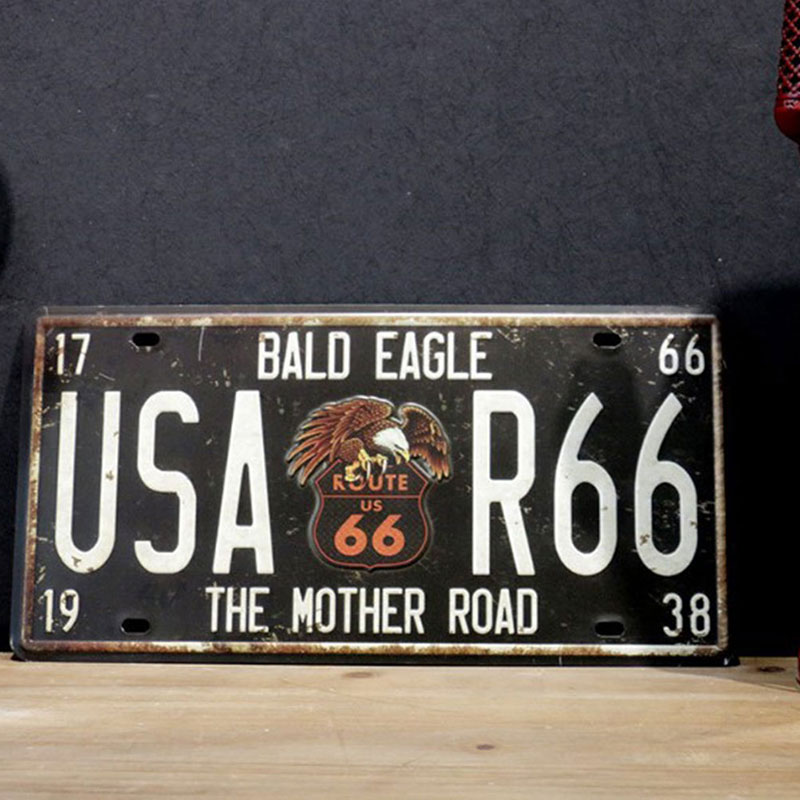 17 BALD EAGLE 66
USA R66
ROUTE
US
66
19 THE MOTHER ROAD 38